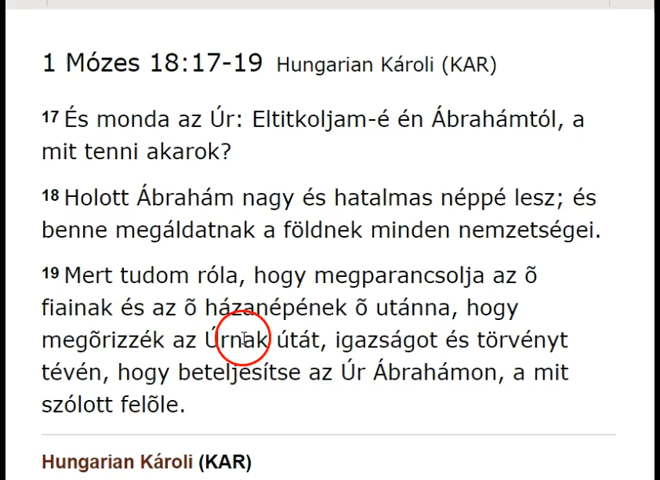 1 Mózes 18:17-19 Hungarian Károli (KAR)
17 És monda az Úr: Eltitkoljam-é én Ábrahámtól, a
mit tenni akarok?
18 Holott Ábrahám nagy és hatalmas néppé lesz; és
benne megáldatnak a földnek minden nemzetségei.
19 Mert tudom róla, hogy megparancsolja az õ
fiainak és az õ házanépének õ utánna, hogy
megõrizzék az Úrnak útát, igazságot és törvényt
tévén, hogy beteljesítse az Úr Ábrahámon, a mit
szólott felõle.
Hungarian Károli (KAR)